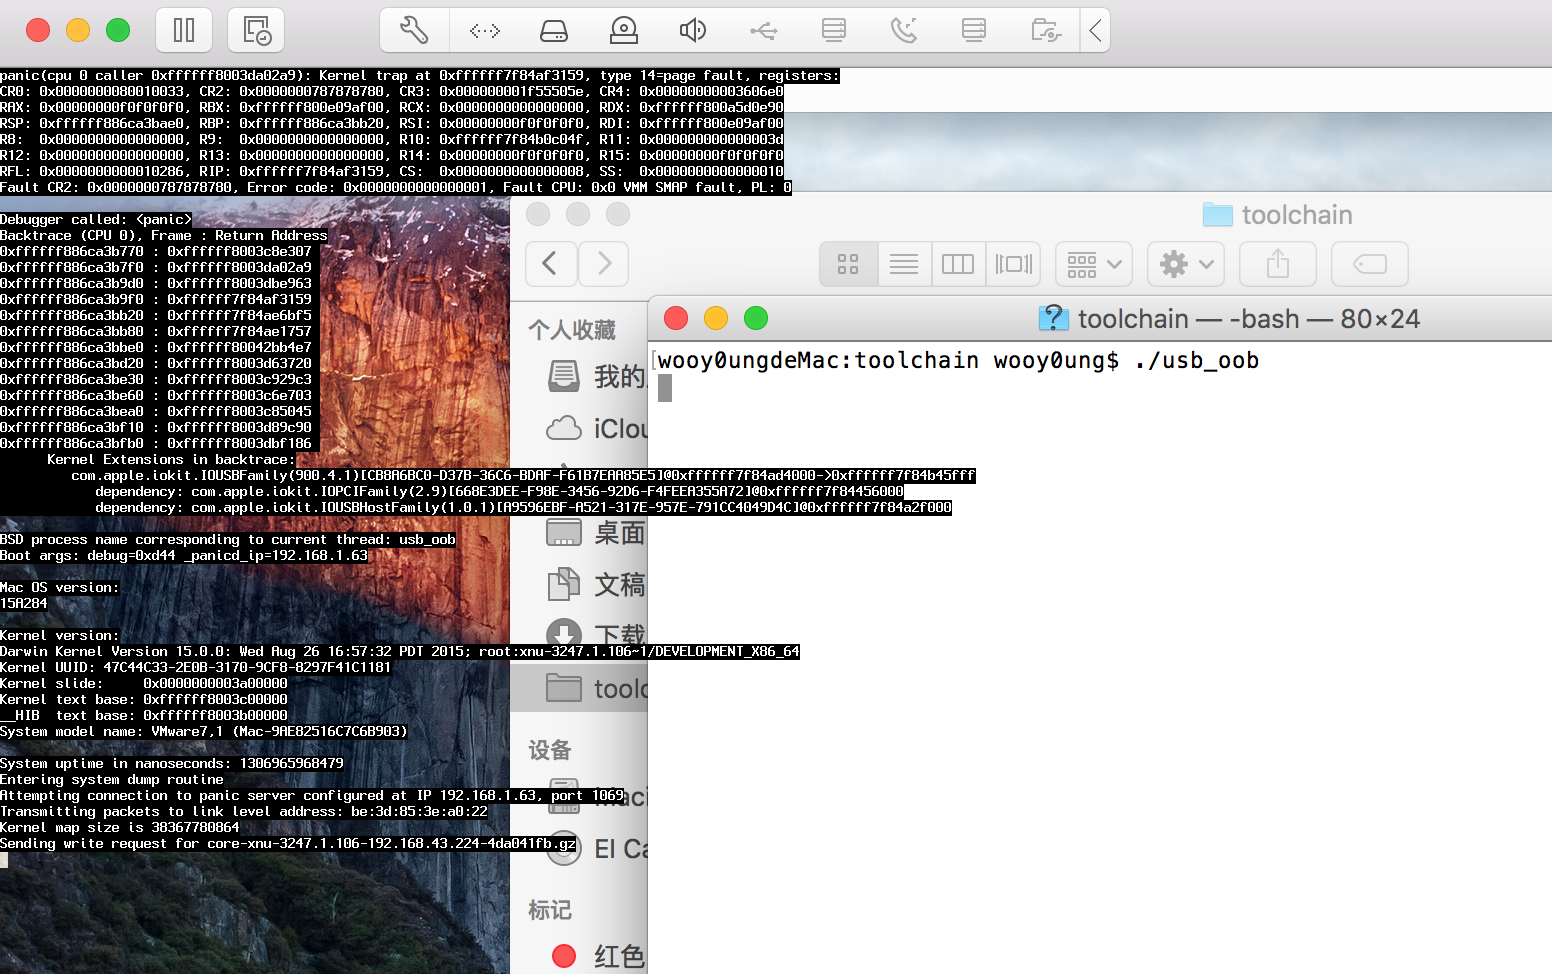 panic(cpu 0 caller 0xffffff8003da02a9): Kernel trap at 0xffffff7f84af3159, type 14=page fault, registers:
CR0: 0x0000000080010033, CR2: 0x0000000787878780, CR3: 0x000000001f55505e, CR4: 0x00000000003606e0
RAX: 0x00000000f0f0f0f0, RBX: 0xffffff800e09af00, RCX: 0x0000000000000000, RDX: 0xffffff800a5d0e90
RSP: 0xffffff886ca3bae0, RBP: 0xffffff886ca3bb20, RSI: 0x00000000f0f0f0f0, RDI: 0xffffff800e09af00
R8:  0x0000000000000000, R9:  0x0000000000000000, R10: 0xffffff7f84b0c04f, R11: 0x000000000000003d
R12: 0x0000000000000000, R13: 0x0000000000000000, R14: 0x00000000f0f0f0f0, R15: 0x00000000f0f0f0f0
RFL: 0x0000000000010286, RIP: 0xffffff7f84af3159, CS:  0x0000000000000008, SS:  0x0000000000000010
Fault CR2: 0x0000000787878780, Error code: 0x0000000000000001, Fault CPU: 0x0 VMM SMAP fault, PL: 0
Debugger called: <panic>
Backtrace (CPU 0), Frame : Return Address
0xffffff886ca3b770 : 0xffffff8003c8e307
0xffffff886ca3b7f0 : 0xffffff8003da02a9
0xffffff886ca3b9d0 : 0xffffff8003dbe963
0xffffff886ca3b9f0 : 0xffffff7f84af3159
0xffffff886ca3bb20 : 0xffffff7f84ae6bf5
0xffffff886ca3bb80 : 0xffffff7f84ae1757
0xffffff886ca3bbe0 : 0xffffff80042bb4e7
0xffffff886ca3bd20 : 0xffffff8003d63720
0xffffff886ca3be30 : 0xffffff8003c929c3
0xffffff886ca3be60 : 0xffffff8003c6e703
0xffffff886ca3bea0 : 0xffffff8003c85045
0xffffff886ca3bf10 : 0xffffff8003d89c90
0xffffff886ca3bfb0 : 0xffffff8003dbf186
Kernel Extensions in backtrace:
com.apple.iokit.IOUSBFamily(900.4.1)[CB8A6BC0-D37B-36C6-BDAF-F61B7EAA85E5]@0xffffff7f84ad4000->0xffffff7f84b45fff
dependency: com.apple.iokit.IOPCIFamily(2.9)[668E3DEE-F98E-3456-92D6-F4FEEA355A72]@0xffffff7f84456000
dependency: com.apple.iokit.IOUSBHostFamily(1.0.1)[A9596EBF-A521-317E-957E-791CC4049D4C]@0xffffff7f84a2f000
BSD process name corresponding to current thread: usb_oob
Boot args: debug=0xd44 _panicd_ip=192.168.1.63
Mac OS version:
15A284
Kernel version:
Darwin Kernel Version 15.0.0: Wed Aug 26 16:57:32 PDT 2015; root:xnu-3247.1.106~1/DEVELOPMENT_X86_64
Kernel UUID: 47C44C33-2E0B-3170-9CF8-8297F41C1181
Kernel slide:     0x0000000003a00000
Kernel text base: 0xffffff8003c00000
__HIB  text base: 0xffffff8003b00000
System model name: VMware7,1 (Mac-9AE82516C7C6B903)
System uptime in nanoseconds: 1306965968479
Entering system dump routine
Attempting connection to panic server configured at IP 192.168.1.63, port 1069
Transmitting packets to link level address: be:3d:85:3e:a0:22
Kernel map size is 38367780864
Sending write request for core-xnu-3247.1.106-192.168.43.224-4da041fb.gz
toolchain
个人收藏
我的
iClou
桌面
文稿
下载
toolc
设备
Maci
El Ca
标记
红色
toolchain — -bash — 80×24
wooy0ungdeMac:toolchain wooy0ung$ ./usb_oob